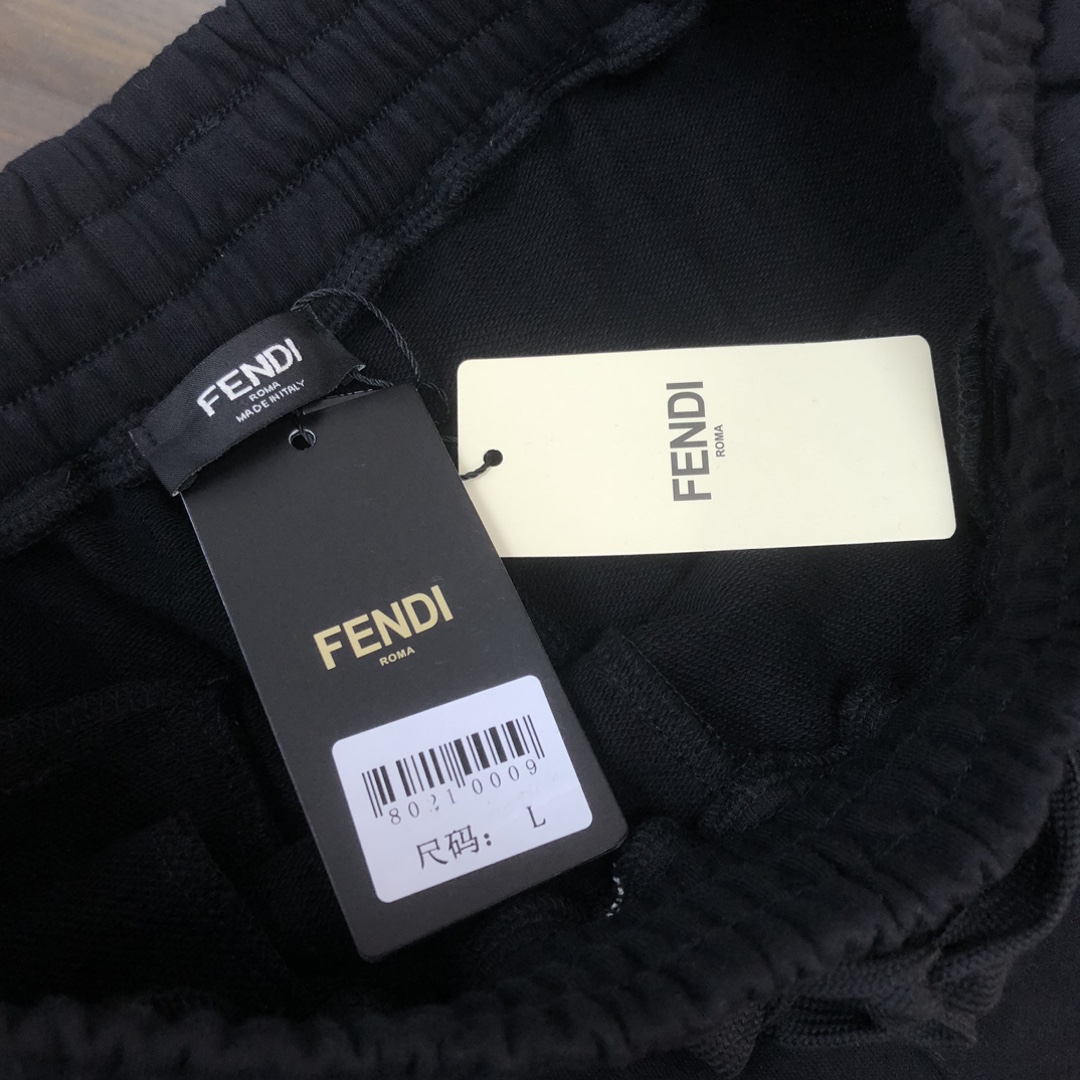 FENDI
ROMA
MADE IN ITALY
FENDI
ROMA
FENDI
ROMA
80210009
尺码: L